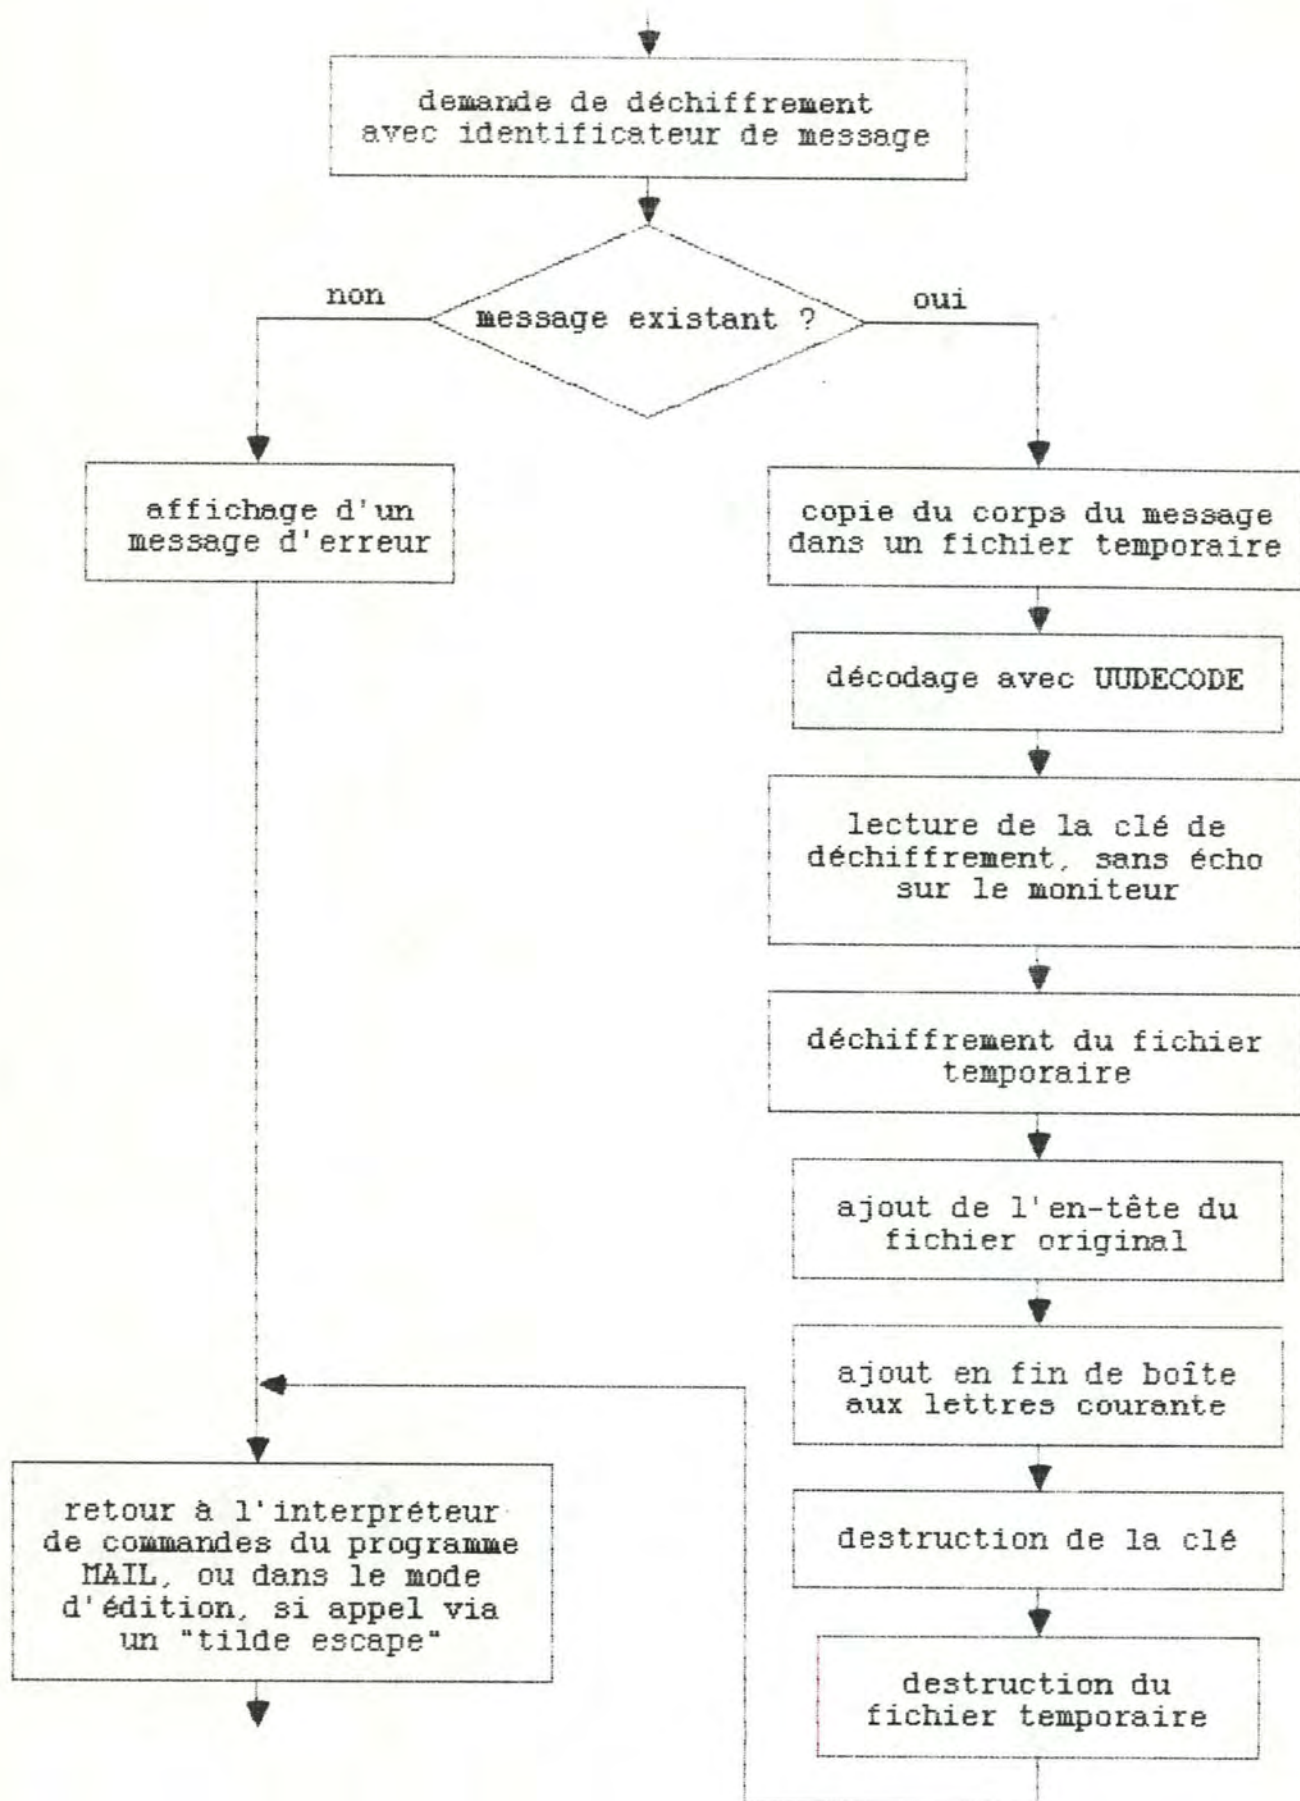 demande de déchiffrement
avec identificateur de message
non
message existant ?
oui
affichage d'un
message d'erreur
copie du corps du message
dans un fichier temporaire
décodage avec UUDECODE
lecture de la clé de
déchiffrement, sans écho
sur le moniteur
déchiffrement du fichier
temporaire
ajout de l'en-tête du
fichier original
ajout en fin de boîte
aux lettres courante
destruction de la clé
destruction du
fichier temporaire
retour à l'interpréteur
de commandes du programme
MAIL, ou dans le mode
d'édition, si appel via
un "tilde escape"